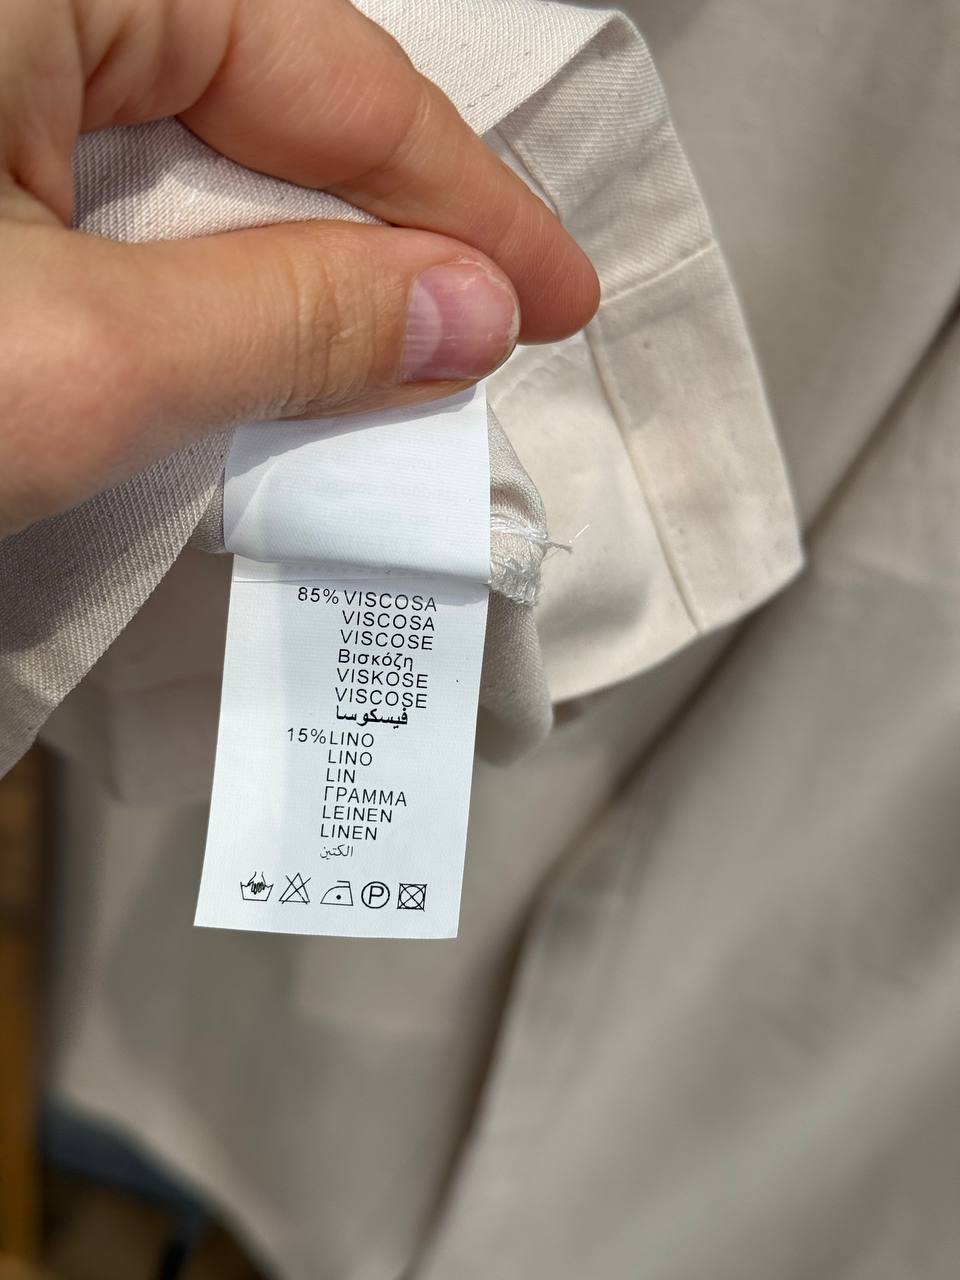 85% VISCOSA
VISCOSA
VISCOSE
Βισκόζη
VISKOSE
VISCOSE
فيسكوسا
15% LINO
LINO
LIN
ΓΡΑΜΜΑ
LEINEN
LINEN
الكتين
P